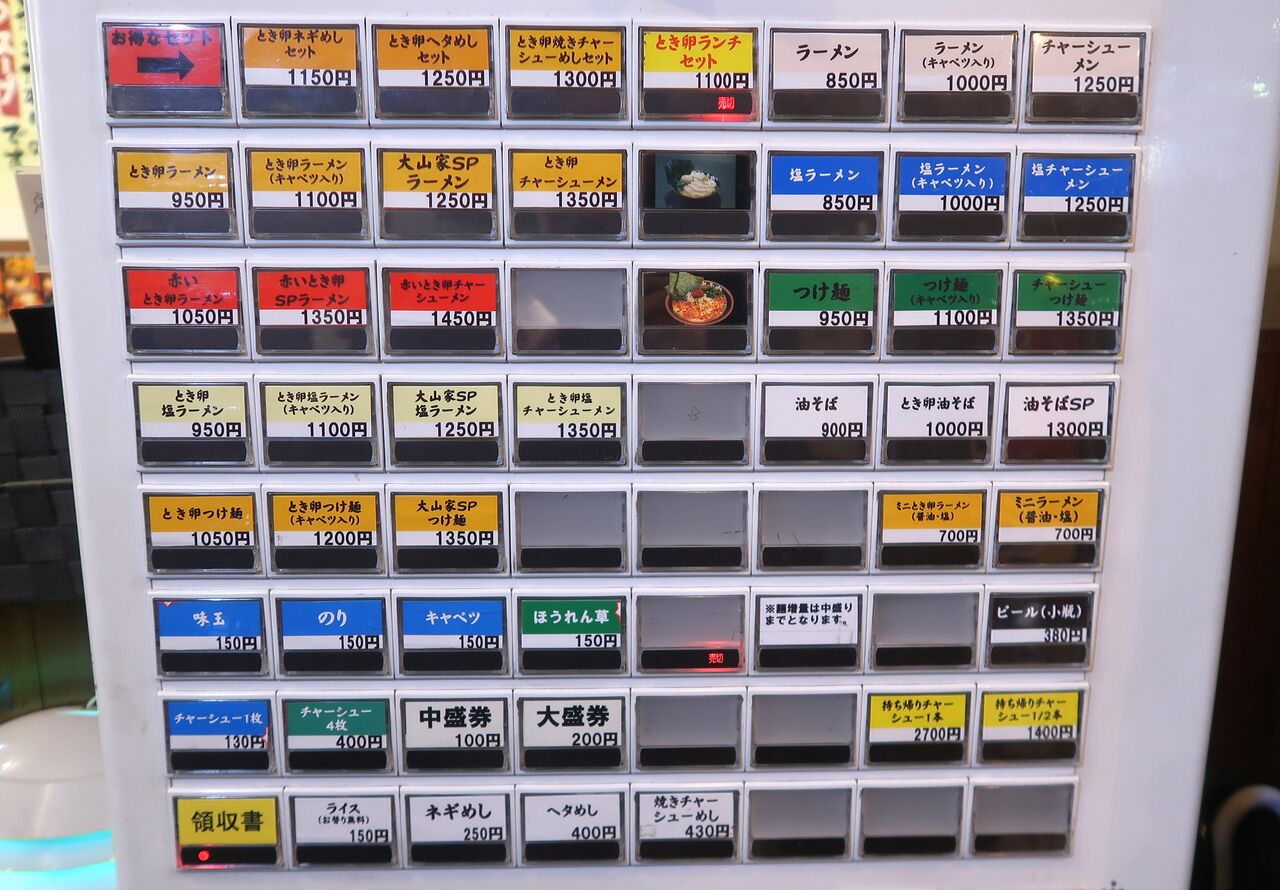 お得なセット
とき卵ネギめし
セット
1150円
とき卵ヘタめし
セット
1250円
とき卵焼きチャー
シューめしセット
1300円
とき卵ランチ
セット
1100円
売切
ラーメン
850円
ラーメン
(キャベツ入り)
1000円
チャーシュー
メン
1250円
とき卵ラーメン
950円
とき卵ラーメン
(キャベツ入り)
1100円
大山家SP
ラーメン
1250円
とき卵
チャーシューメン
1350円
塩ラーメン
850円
塩ラーメン
(キャベツ入り)
1000円
塩チャーシュー
メン
1250円
赤い
とき卵ラーメン
1050円
赤いとき卵
SPラーメン
1350円
赤いとき卵チャー
シューメン
1450円
つけ麺
950円
つけ麺
(キャベツ入り)
1100円
チャーシュー
つけ麺
1350円
とき卵
塩ラーメン
950円
とき卵塩ラーメン
(キャベツ入り)
1100円
大山家SP
塩ラーメン
1250円
とき卵塩
チャーシューメン
1350円
油そば
900円
とき卵油そば
1000円
油そばSP
1300円
とき卵つけ麺
1050円
とき卵つけ麺
(キャベツ入り)
1200円
大山家SP
つけ麺
1350円
ミニとき卵ラーメン
(醤油・塩)
700円
ミニラーメン
(醤油・塩)
700円
味玉
150円
のり
150円
キャベツ
150円
ほうれん草
150円
売切
※麺増量は中盛り
までとなります。
ビール(小瓶)
380円
チャーシュー1枚
130円
チャーシュー
4枚
400円
中盛券
100円
大盛券
200円
持ち帰りチャー
シュー1本
2700円
持ち帰りチャー
シュー1/2本
1400円
領収書
ライス
(お替り無料)
150円
ネギめし
250円
ヘタめし
400円
焼きチャー
シューめし
430円